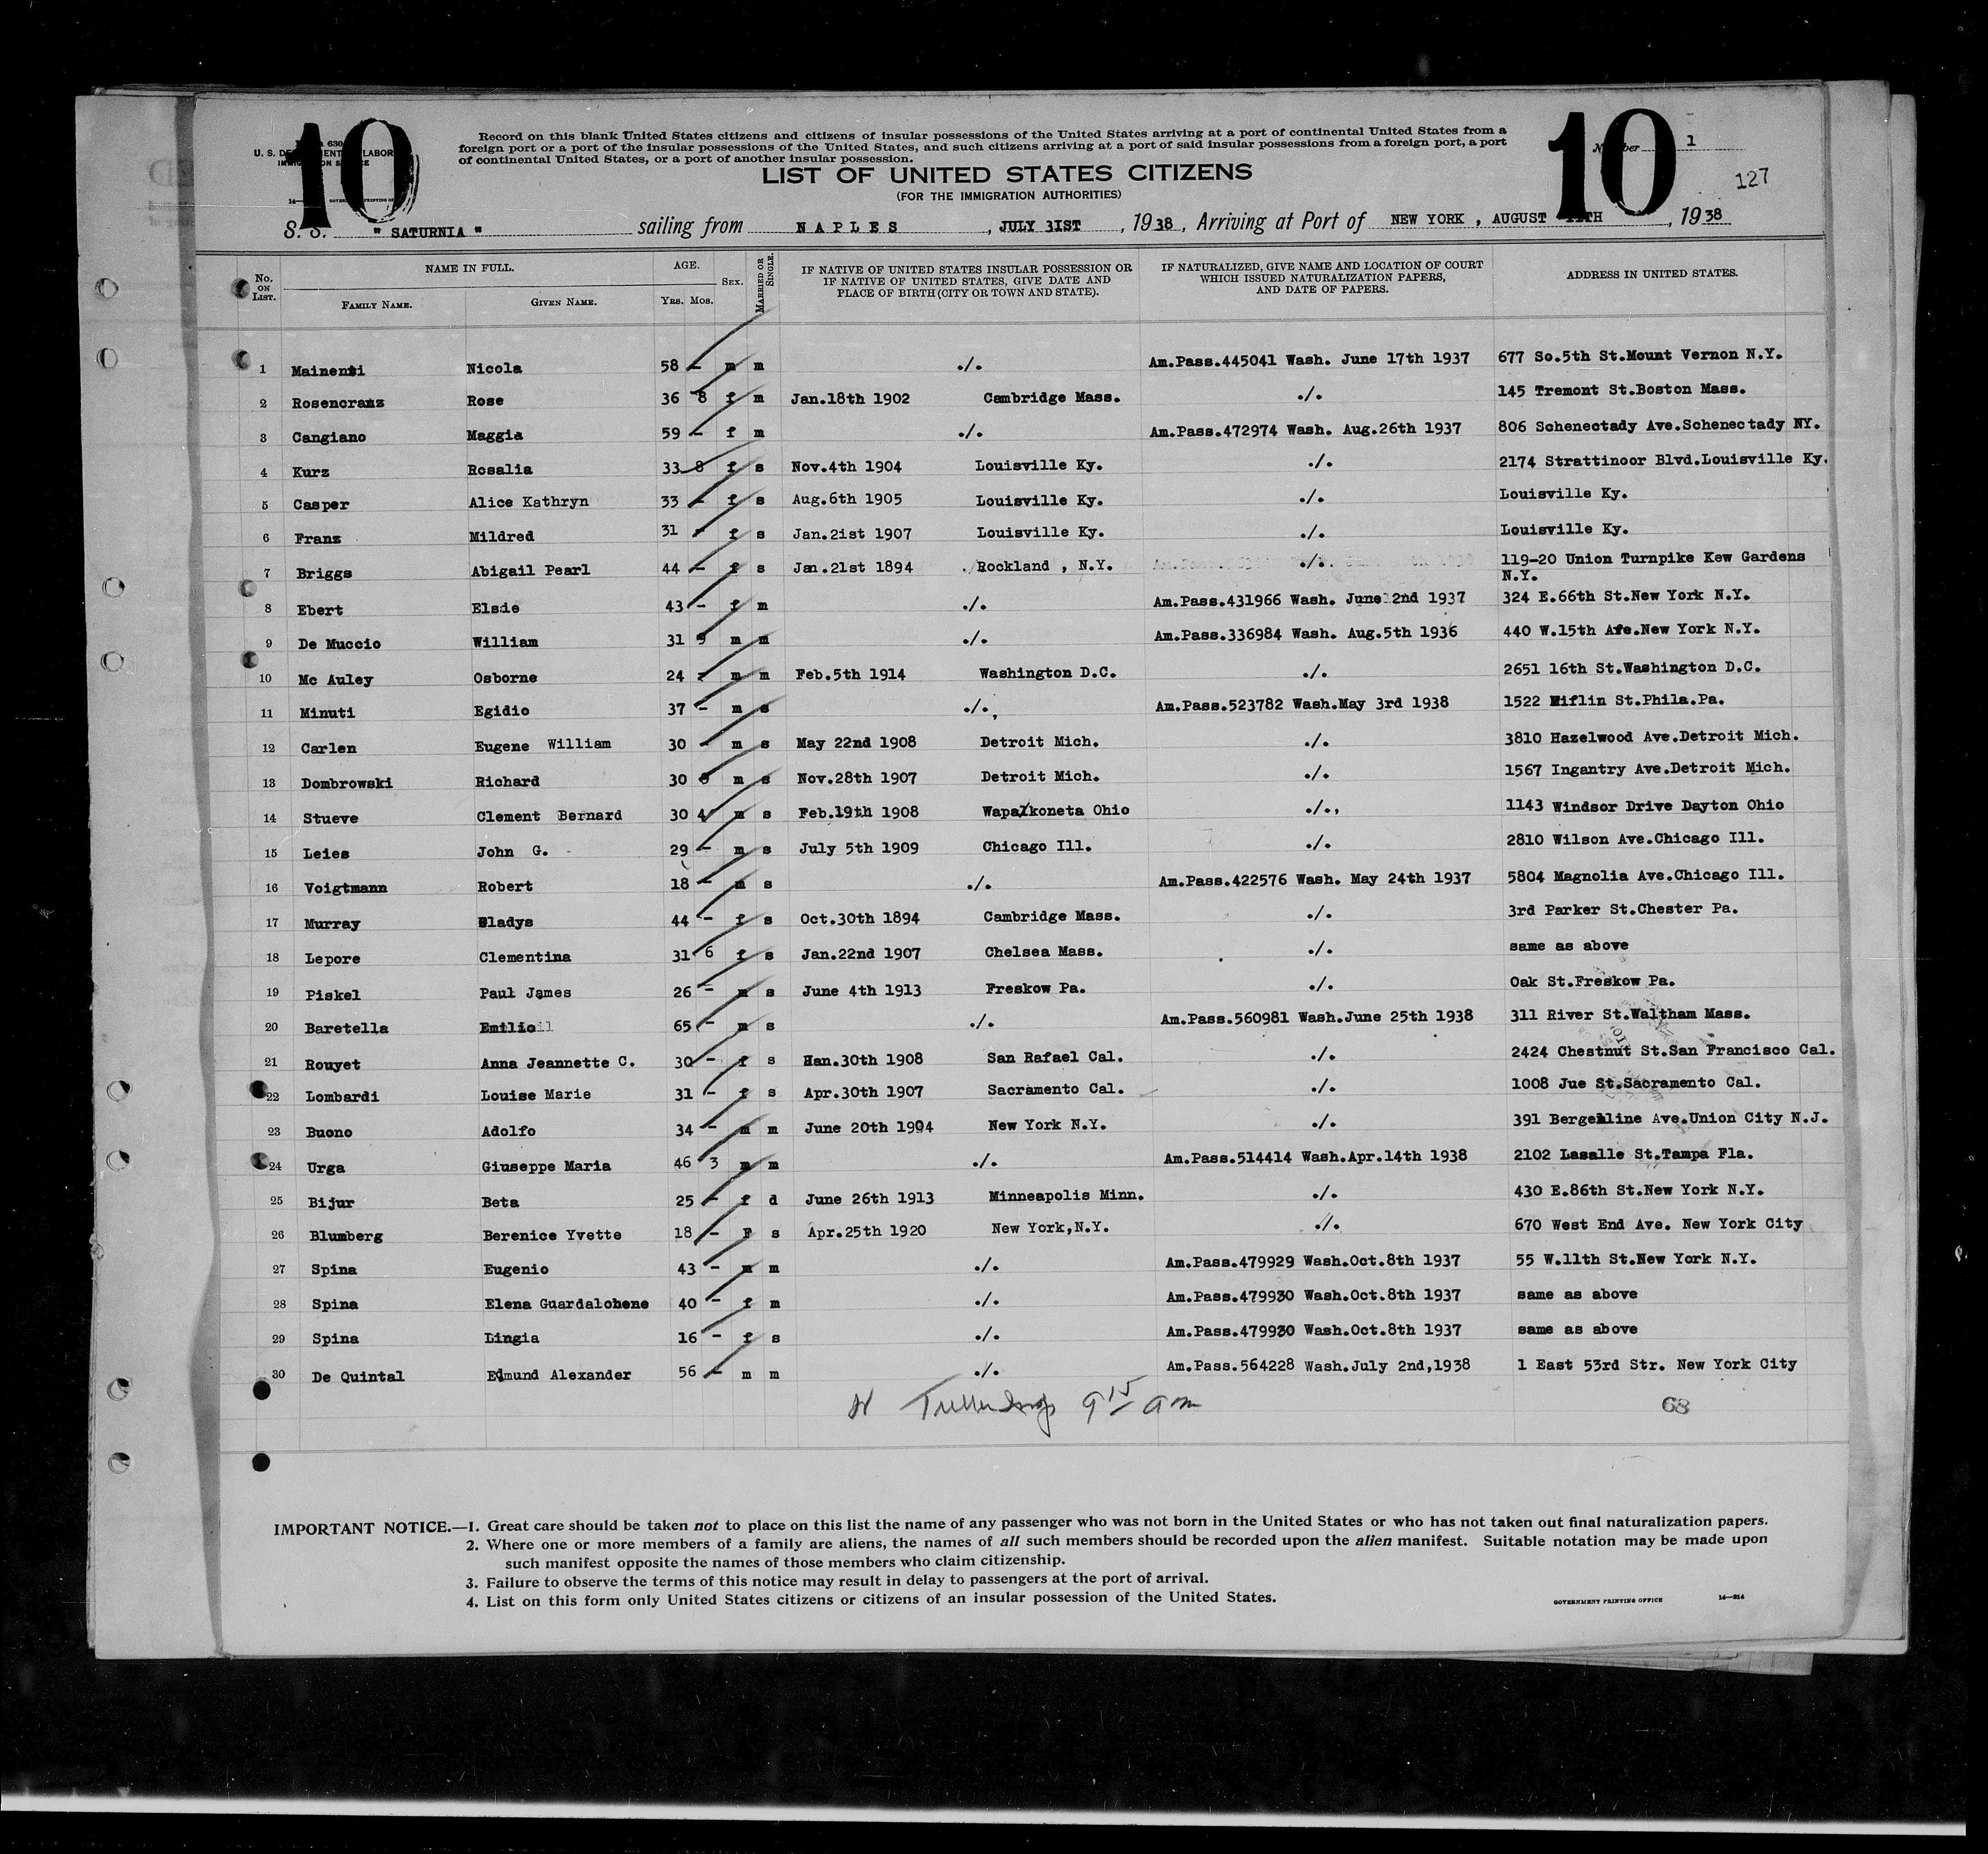 10
10
Record on this blank United States citizens and citizens of insular possessions of the United States arriving at a port of continental United States from a
foreign port or a port of the insular possessions of the United States, and such citizens arriving at a port of said insular possessions from a foreign port, a port
of continental United States, or a port of another insular possession.
630
U. S. DE ENT LABOR
1
127
LIST OF UNITED STATES CITIZENS
(FOR THE IMMIGRATION AUTHORITIES)
S. S. " SATURNIA " sailing from NAPLES , JULY 3IST , 1938 , Arriving at Port of NEW YORK , AUGUST TH , 1938
No. ON LIST. NAME IN FULL. FAMILY NAME. GIVEN NAME. AGE. YRS. MOS. SEX. MARRIED OR SINGLE. IF NATIVE OF UNITED STATES INSULAR POSSESSION OR IF NATIVE OF UNITED STATES, GIVE DATE AND PLACE OF BIRTH (CITY OR TOWN AND STATE). IF NATURALIZED, GIVE NAME AND LOCATION OF COURT WHICH ISSUED NATURALIZATION PAPERS, AND DATE OF PAPERS. ADDRESS IN UNITED STATES.
1 Mainenti Nicola 58 – m m ./. Am.Pass.445041 Wash. June 17th 1937 677 So.5th St.Mount Vernon N.Y.
2 Rosencranz Rose 36 8 f m Jan.18th 1902 Cambridge Mass. ./. 145 Tremont St.Boston Mass.
3 Cangiano Maggia 59 – f m ./. Am.Pass.472974 Wash. Aug.26th 1937 806 Schenectady Ave.Schenectady NY.
4 Kurz Rosalia 33 8 f s Nov.4th 1904 Louisville Ky. ./. 2174 Strattinoor Blvd.Louisville Ky.
5 Casper Alice Kathryn 33 – f s Aug.6th 1905 Louisville Ky. ./. Louisville Ky.
6 Franz Mildred 31 – f s Jan.2ist 1907 Louisville Ky. ./. Louisville Ky.
7 Briggs Abigail Pearl 44 – f s Jan.21st 1894 Rockland , N.Y. ./. 119-20 Union Turnpike Kew Gardens
N.Y.
8 Ebert Elsie 43 – f m ./. Am.Pass.431966 Wash. June 2nd 1937 324 E.66th St.New York N.Y.
9 De Muccio William 31 9 m m ./. Am.Pass.336984 Wash. Aug.5th 1936 440 W.15th Ave.New York N.Y.
10 Mc Auley Osborne 24 – m m Feb.5th 1914 Washington D.C. ./. 2651 16th St.Washington D.C.
11 Minuti Egidio 37 – m s ./. Am.Pass.523782 Wash.May 3rd 1938 1522 Miflin St.Phila.Pa.
12 Carlen Eugene William 30 – m s May 22nd 1908 Detroit Mich. ./. 3810 Hazelwood Ave.Detroit Mich.
13 Dombrowski Richard 30 8 m s Nov.28th 1907 Detroit Mich. ./. 1567 Ingantry Ave.Detroit Mich.
14 Stueve Clement Bernard 30 4 m s Feb.19th 1908 Wapakoneta Ohio ./., 1143 Windsor Drive Dayton Ohio
15 Leies John G. 29 – m s July 5th 1909 Chicago Ill. ./. 2810 Wilson Ave.Chicago Ill.
16 Voigtmann Robert 18 – m s ./. Am.Pass.422576 Wash. May 24th 1937 5804 Magnolia Ave.Chicago Ill.
17 Murray Gladys 44 – f s Oct.30th 1894 Cambridge Mass. ./. 3rd Parker St.Chester Pa.
18 Lepore Clementina 31 6 f s Jan.22nd 1907 Chelsea Mass. ./. same as above
19 Piskel Paul James 26 – m s June 4th 1913 Freskow Pa. ./. Oak St.Freskow Pa.
20 Baretella Emilio 65 – m s ./. Am.Pass.560981 Wash.June 25th 1938 311 River St.Waltham Mass.
21 Rouyet Anna Jeannette C. 30 – f s Han.30th 1908 San Rafael Cal. ./. 2424 Chestnut St.San Francisco Cal.
22 Lombardi Louise Marie 31 – f s Apr.30th 1907 Sacramento Cal. ./. 1008 Jue St.Sacramento Cal.
23 Buono Adolfo 34 – m m June 20th 1904 New York N.Y. ./. 391 Bergenline Ave.Union City N.J.
24 Urga Giuseppe Maria 46 3 m m ./. Am.Pass.514414 Wash.Apr.14th 1938 2102 Lasalle St.Tampa Fla.
25 Bijur Beta 25 – f d June 26th 1913 Minneapolis Minn. ./. 430 E.86th St.New York N.Y.
26 Blumberg Berenice Yvette 18 – F s Apr.25th 1920 New York,N.Y. ./. 670 West End Ave. New York City
27 Spina Eugenio 43 – m m ./. Am.Pass.479929 Wash.Oct.8th 1937 55 W.11th St.New York N.Y.
28 Spina Elena Guardalohene 40 – f m ./. Am.Pass.479930 Wash.Oct.8th 1937 same as above
29 Spina Lingia 16 – f s ./. Am.Pass.479930 Wash.Oct.8th 1937 same as above
30 De Quintal Edmund Alexander 56 – m m ./. Am.Pass.564228 Wash.July 2nd,1938 1 East 53rd Str. New York City
9 15 am
68
IMPORTANT NOTICE.—1. Great care should be taken not to place on this list the name of any passenger who was not born in the United States or who has not taken out final naturalization papers.
2. Where one or more members of a family are aliens, the names of all such members should be recorded upon the alien manifest. Suitable notation may be made upon
such manifest opposite the names of those members who claim citizenship.
3. Failure to observe the terms of this notice may result in delay to passengers at the port of arrival.
4. List on this form only United States citizens or citizens of an insular possession of the United States.
GOVERNMENT PRINTING OFFICE 14—214